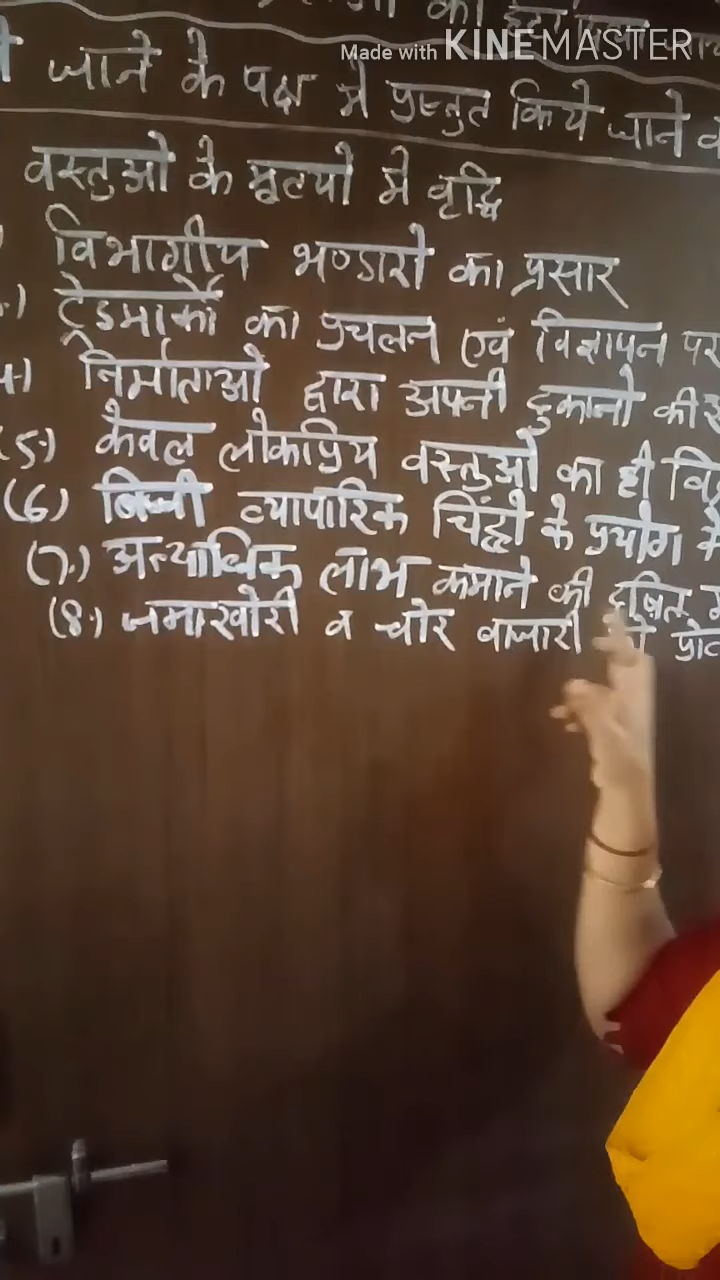 Made with KINEMASTER
जाने के पक्ष में प्रस्तुत किये जाने
वस्तुओं के मूल्यों में वृद्धि
विभागीय भण्डारो का प्रसार
ट्रेडमार्को का प्रचलन एवं विज्ञापन पर
निर्माताओं द्वारा अपनी दुकानो की
(5.) केवल लोकप्रिय वस्तुओं का ही
(6) निजी व्यापारिक चिंहो के प्रयोग
(7.) अत्याधिक लाभ कमाने की दूषित
(8.) जमाखोरी व चोर बाजारी